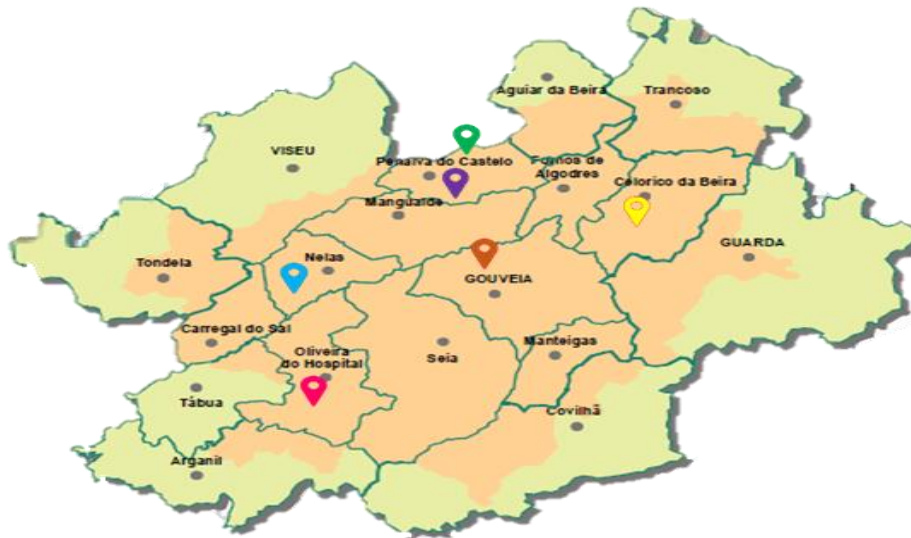 Aguiar da Beira
Trancoso
VISEU
Penalva do Castelo
Fornos de
Algodres
Celorico da Beira
Mangualde
GUARDA
Tondela
Nelas
GOUVEIA
Carregal do Sal
Manteigas
Oliveira
do Hospital
Seia
Tábua
Covilhã
Arganil